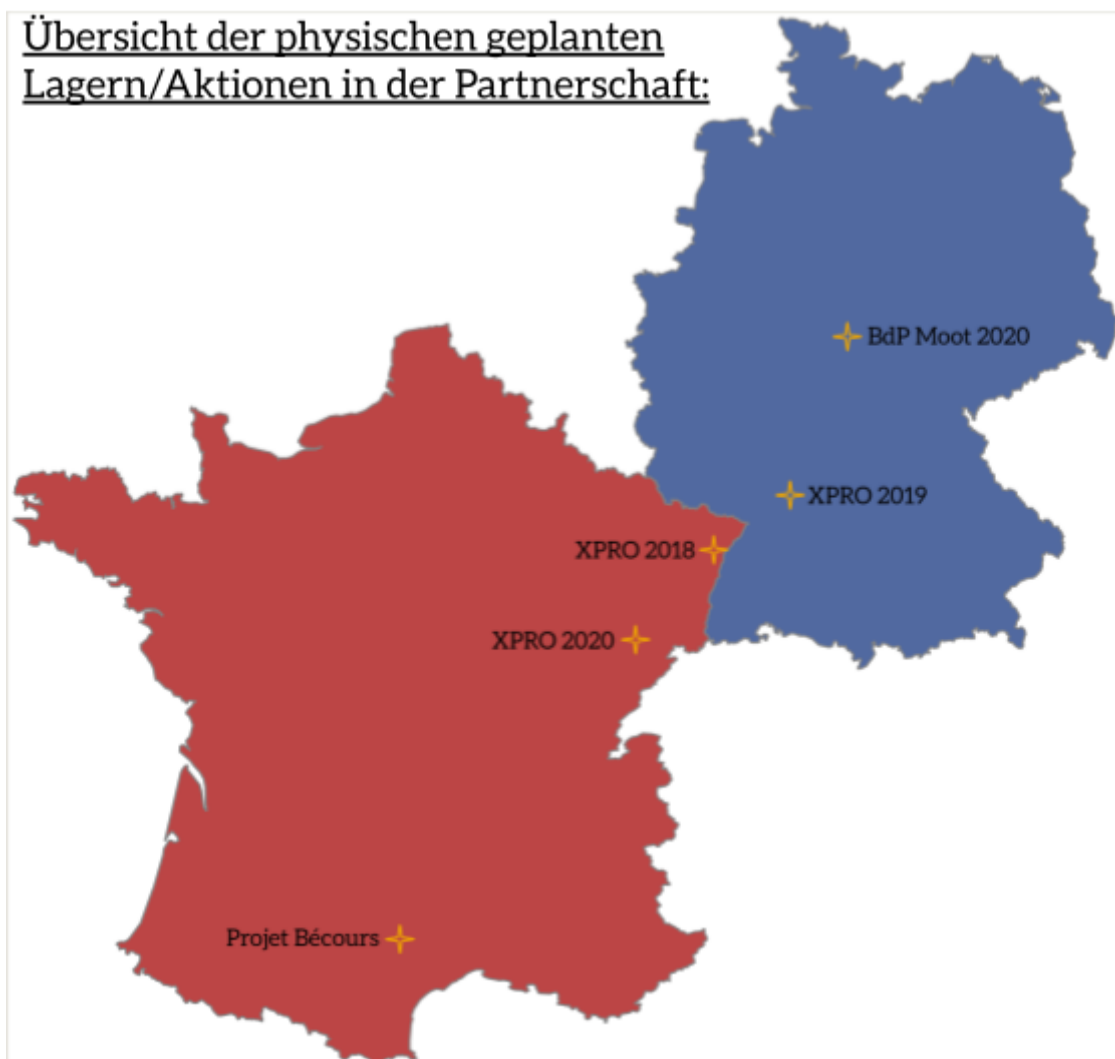 Übersicht der physischen geplanten
Lagern/Aktionen in der Partnerschaft:
BdP Moot 2020
XPRO 2019
XPRO 2018
XPRO 2020
Projet Bécours